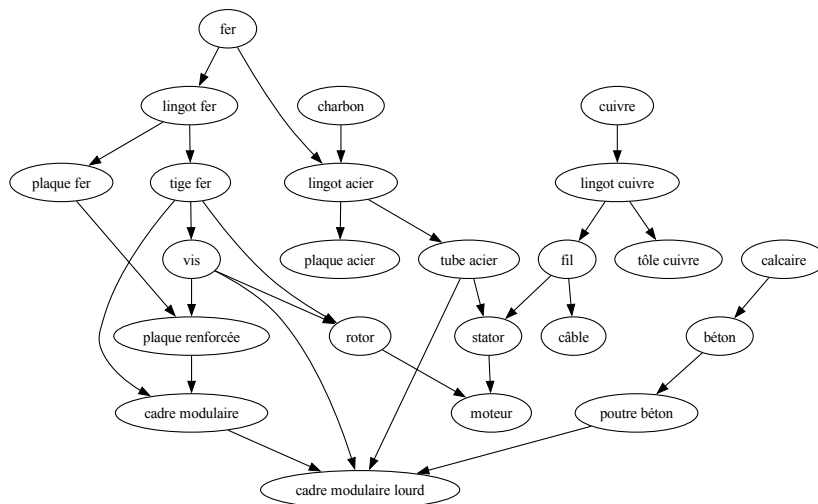 fer
lingot fer
charbon
cuivre
plaque fer
tige fer
lingot acier
lingot cuivre
vis
plaque acier
tube acier
fil
tôle cuivre
calcaire
plaque renforcée
rotor
stator
câble
béton
cadre modulaire
moteur
poutre béton
cadre modulaire lourd